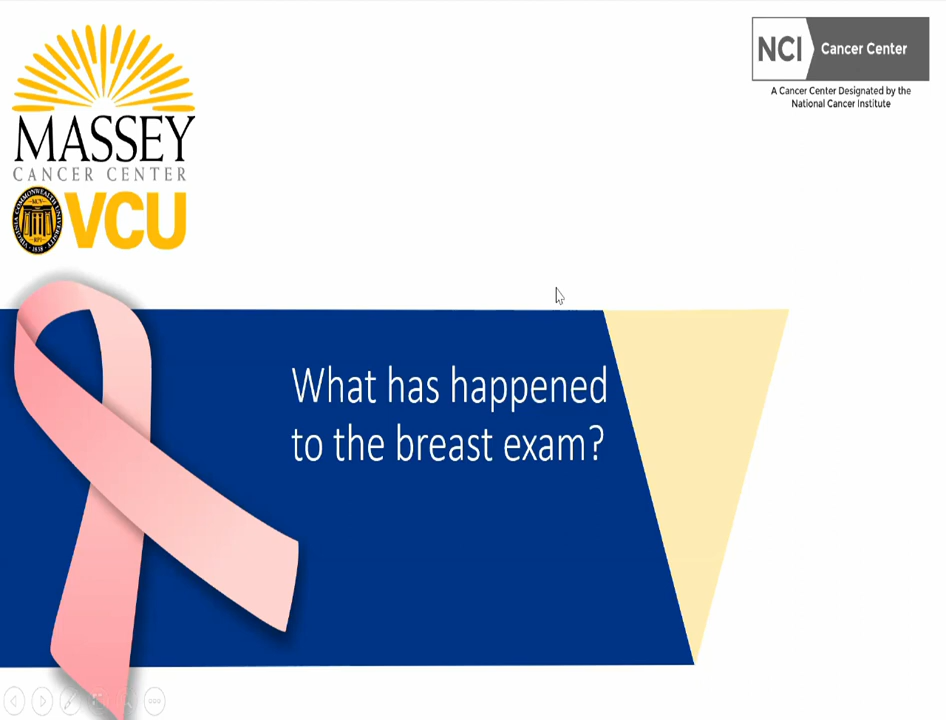 MASSEY
CANCER CENTER
VCU
NCI Cancer Center
A Cancer Center Designated by the
National Cancer Institute
What has happened
to the breast exam?